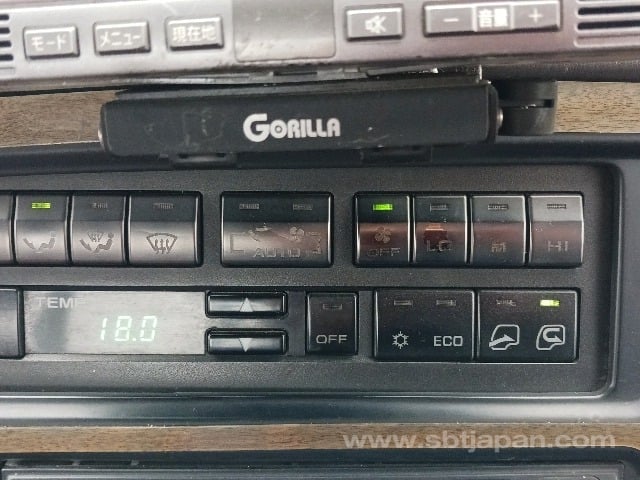 モード メニュー 現在地 − 音量 +
GORILLA
AUTO OFF LO M HI
TEMP
18.0 OFF ECO
www.sbtjapan.com